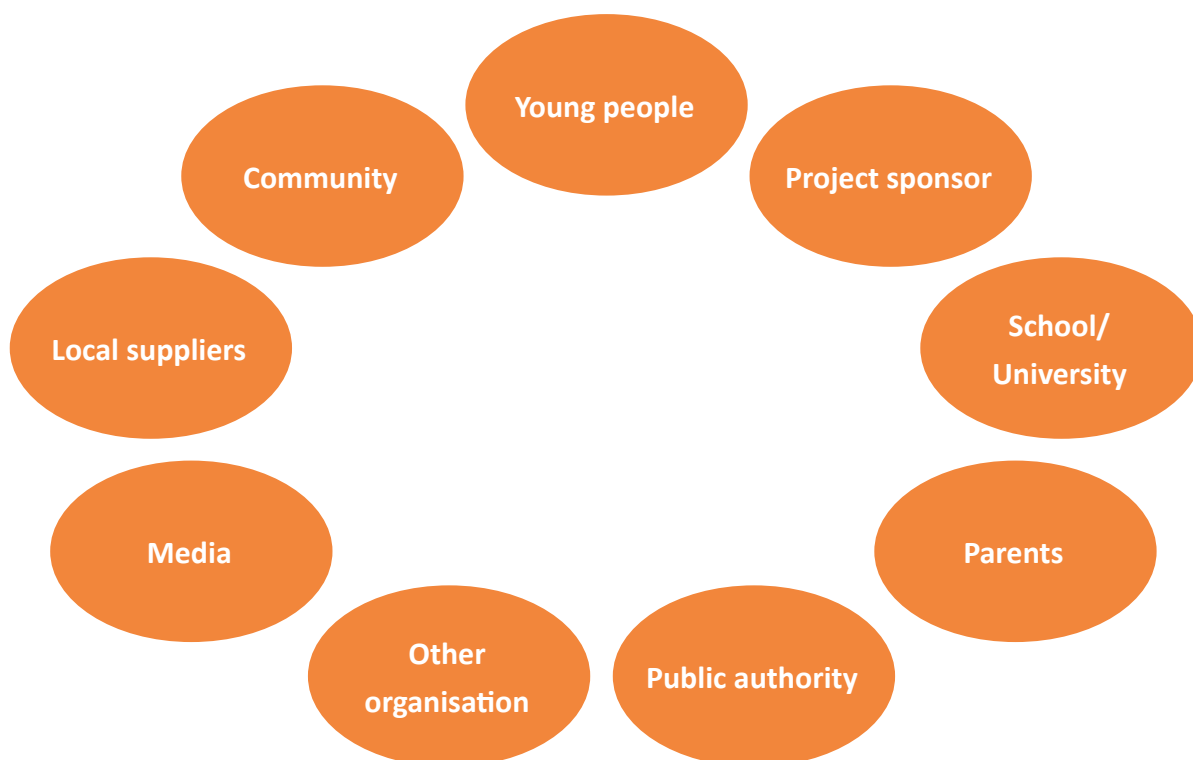 Young people
Project sponsor
School/
University
Parents
Public authority
Other
organisation
Media
Local suppliers
Community